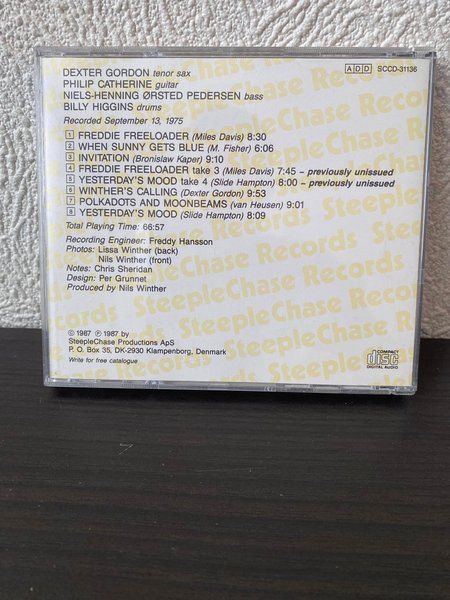 DEXTER GORDON tenor sax
PHILIP CATHERINE guitar
NIELS-HENNING ØRSTED PEDERSEN bass
BILLY HIGGINS drums
Recorded September 13, 1975
ADD SCCD-31136
1 FREDDIE FREELOADER (Miles Davis) 8:30
2 WHEN SUNNY GETS BLUE (M. Fisher) 6:06
3 INVITATION (Bronislaw Kaper) 9:10
4 FREDDIE FREELOADER take 3 (Miles Davis) 7:45 – previously unissued
5 YESTERDAY'S MOOD take 4 (Slide Hampton) 8:00 – previously unissued
6 WINTHER'S CALLING (Dexter Gordon) 9:53
7 POLKADOTS AND MOONBEAMS (van Heusen) 9:01
8 YESTERDAY'S MOOD (Slide Hampton) 8:09
Total Playing Time: 66:57
Recording Engineer: Freddy Hansson
Photos: Lissa Winther (back)
Nils Winther (front)
Notes: Chris Sheridan
Design: Per Grunnet
Produced by Nils Winther
© 1987 ℗ 1987 by
SteepleChase Productions ApS
P. O. Box 35, DK-2930 Klampenborg, Denmark
Write for free catalogue
COMPACT
disc
DIGITAL AUDIO
SteepleChase Records